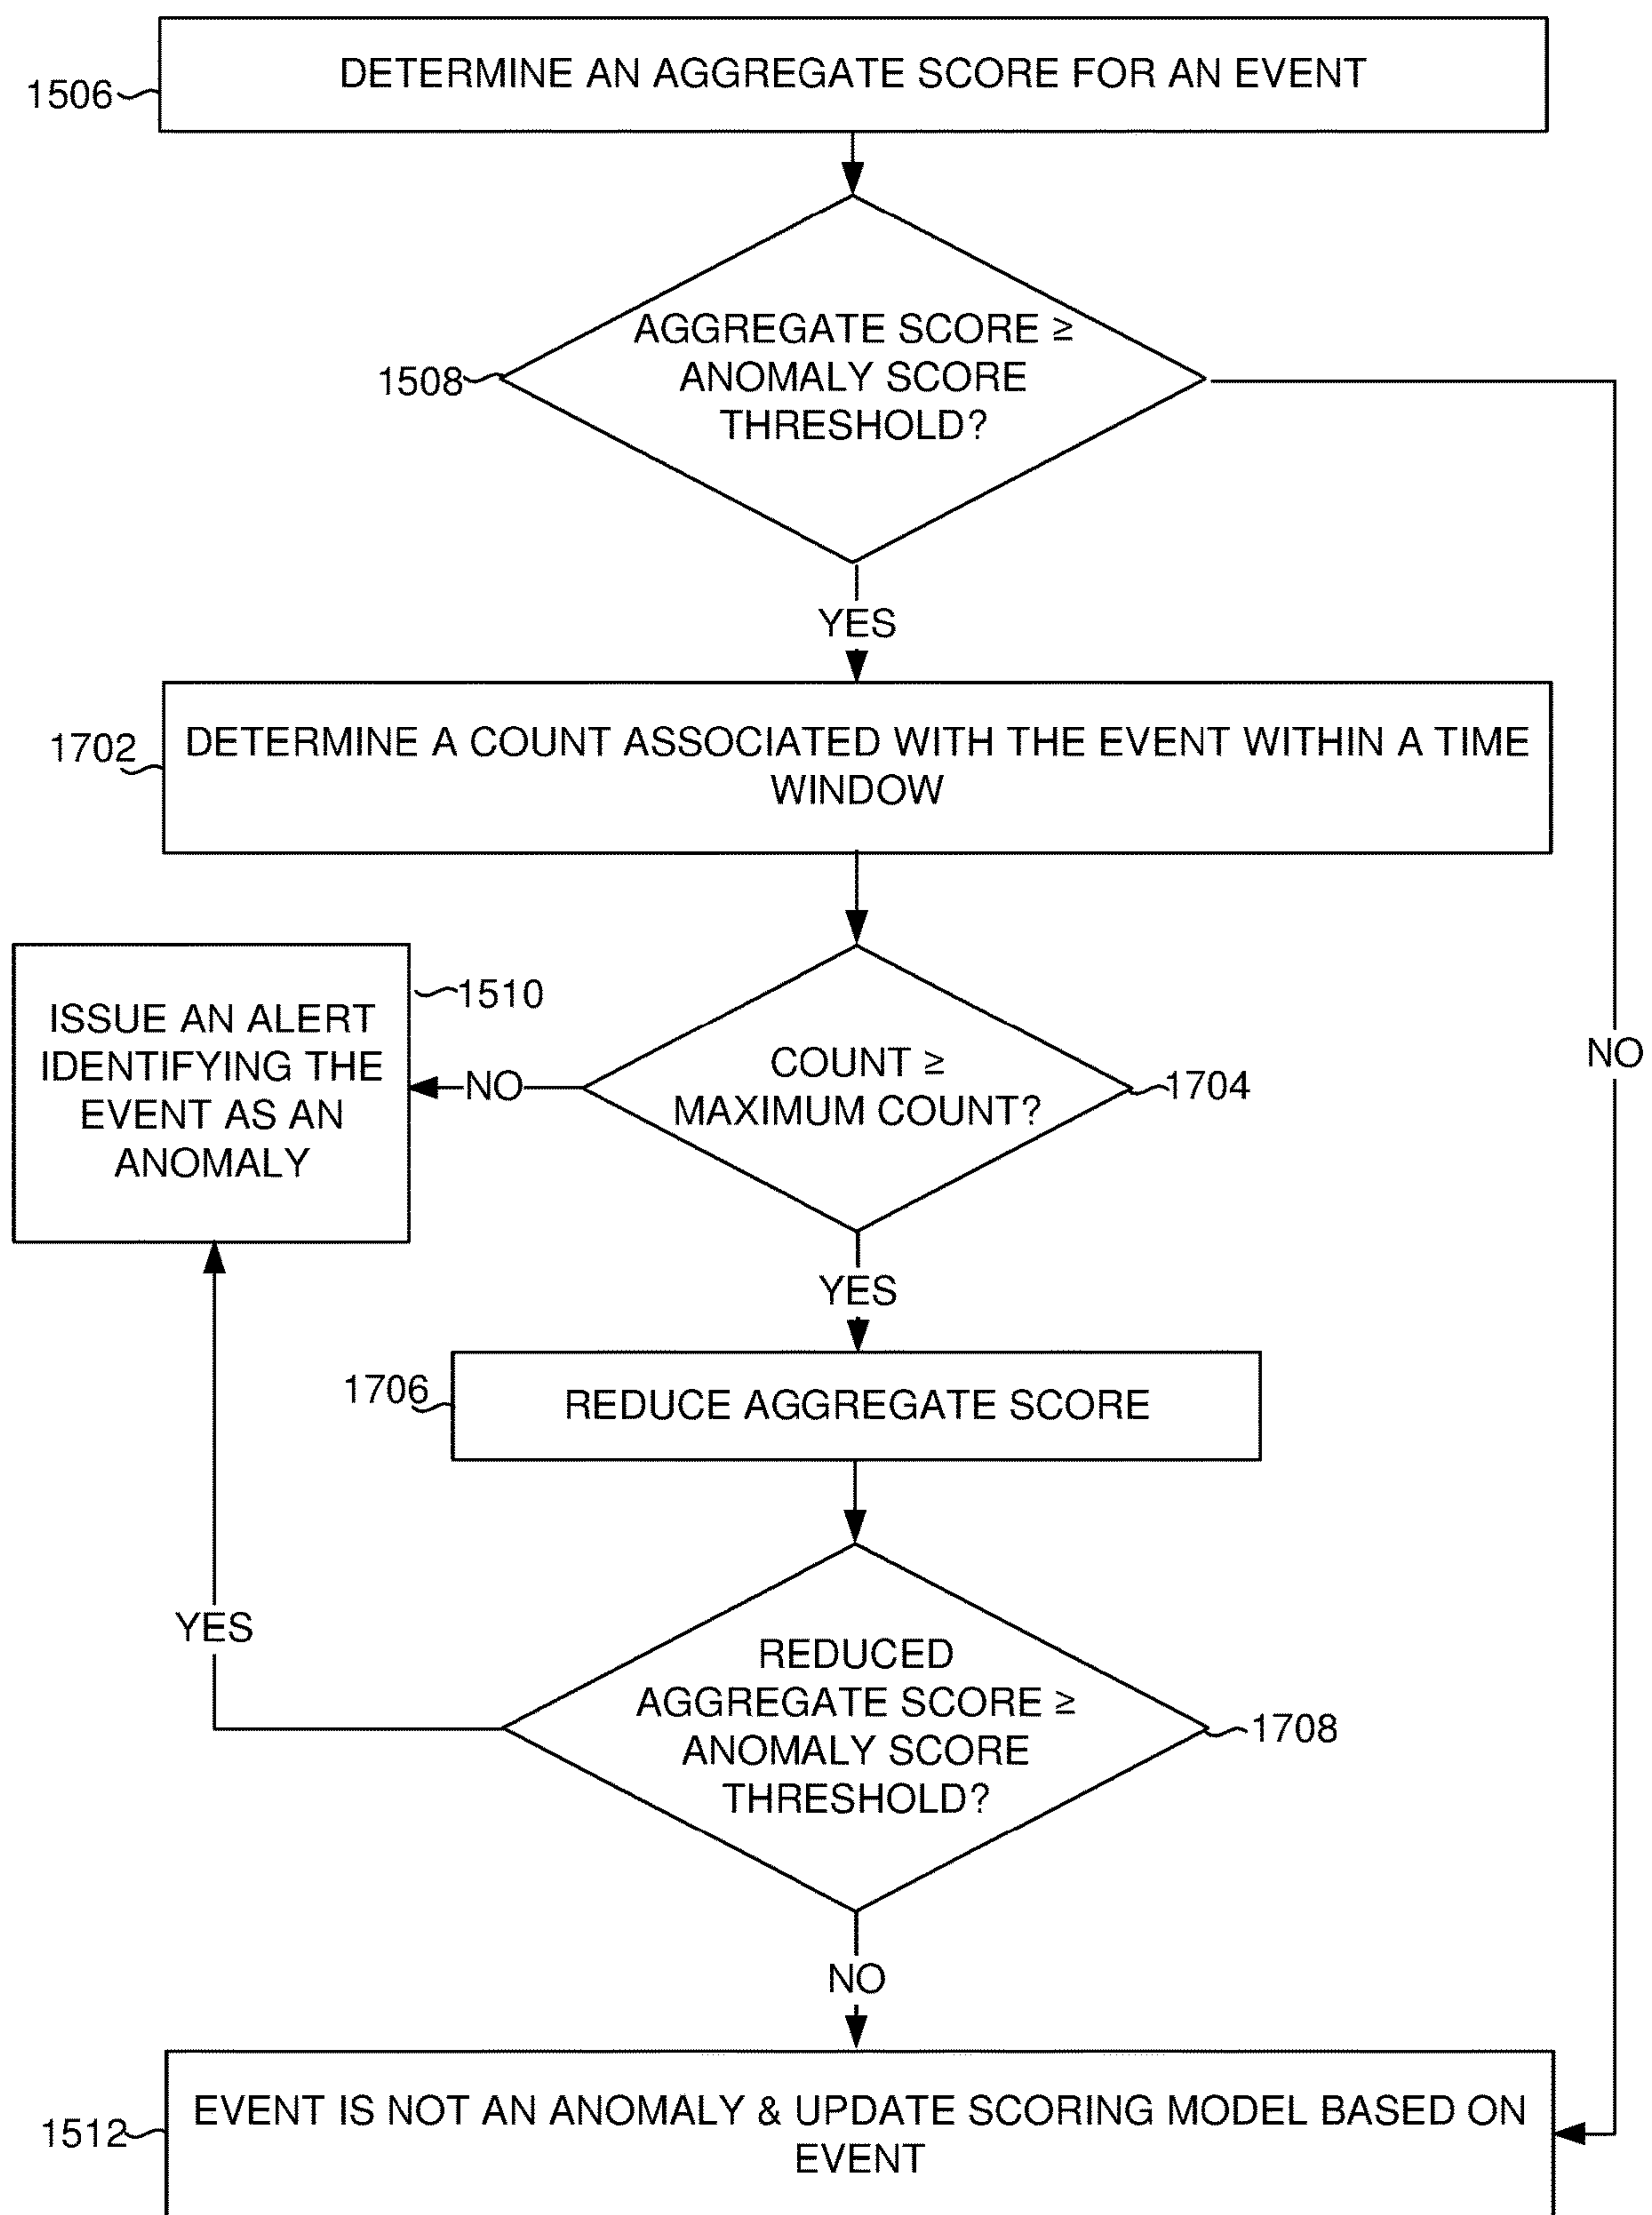 DETERMINE AN AGGREGATE SCORE FOR AN EVENT
1506
AGGREGATE SCORE ≥
ANOMALY SCORE
THRESHOLD?
1508
YES
DETERMINE A COUNT ASSOCIATED WITH THE EVENT WITHIN A TIME
WINDOW
1702
1510
ISSUE AN ALERT
IDENTIFYING THE
EVENT AS AN
ANOMALY
NO
COUNT ≥
MAXIMUM COUNT?
1704
NO
YES
1706
REDUCE AGGREGATE SCORE
YES
REDUCED
AGGREGATE SCORE ≥
ANOMALY SCORE
THRESHOLD?
1708
NO
EVENT IS NOT AN ANOMALY & UPDATE SCORING MODEL BASED ON
EVENT
1512